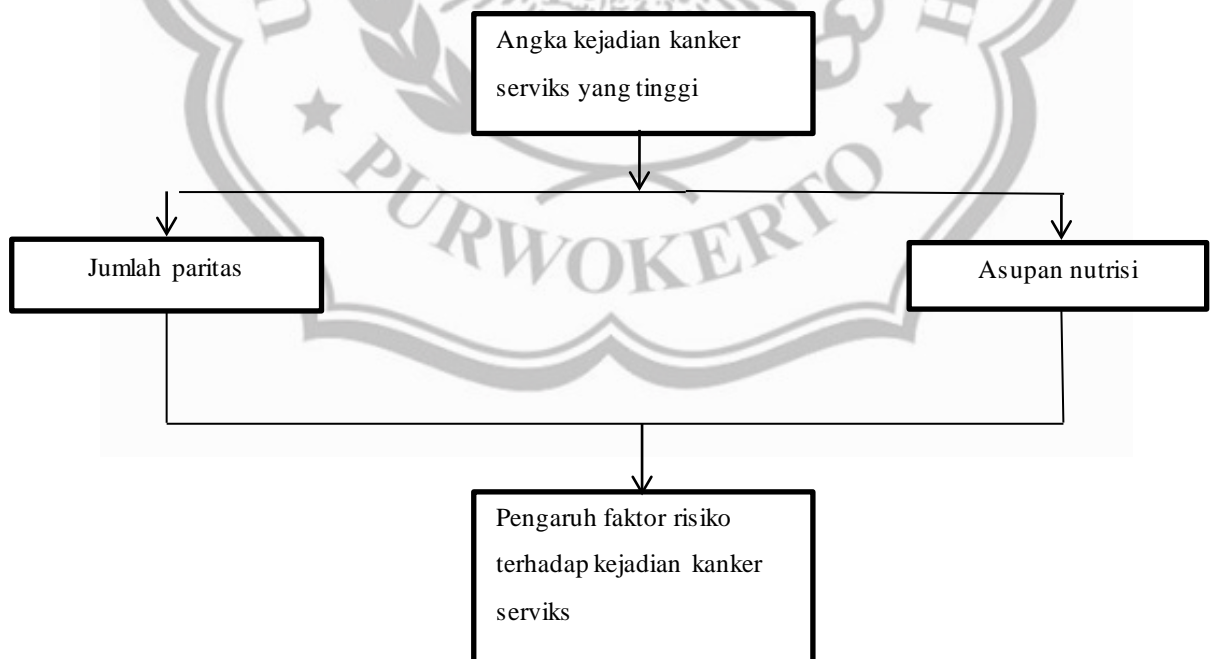 Angka kejadian kanker
serviks yang tinggi
PURWOKERTO
Jumlah paritas
Asupan nutrisi
Pengaruh faktor risiko
terhadap kejadian kanker
serviks